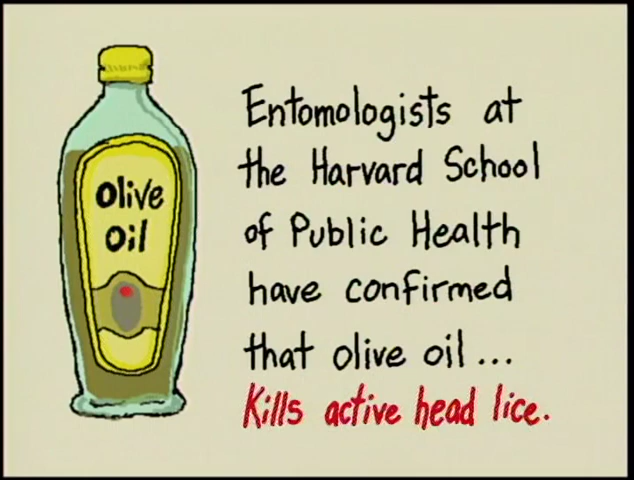 Olive
Oil
Entomologists at
the Harvard School
of Public Health
have confirmed
that olive oil...
Kills active head lice.